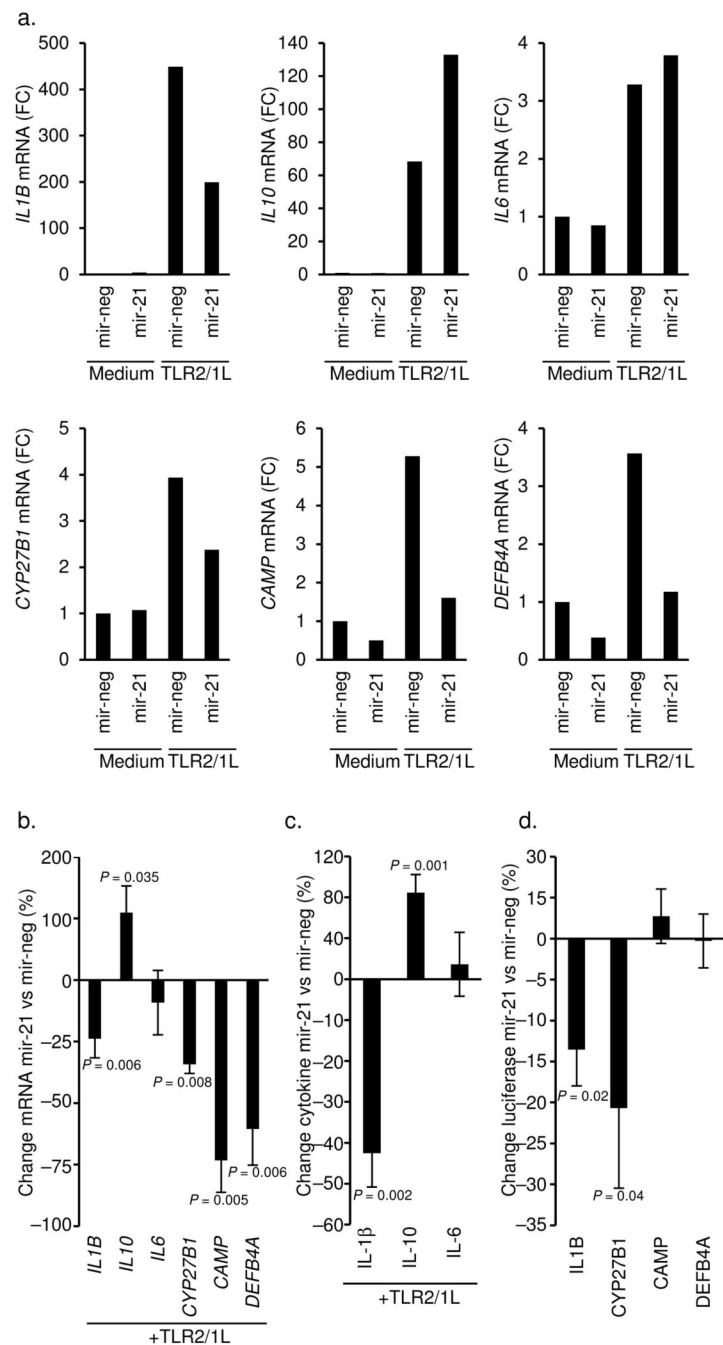 a.
IL1B mRNA (FC)
500
400
300
200
100
0
mir-neg
mir-21
mir-neg
mir-21
Medium TLR2/1L
IL10 mRNA (FC)
140
120
100
80
60
40
20
0
mir-neg
mir-21
mir-neg
mir-21
Medium TLR2/1L
IL6 mRNA (FC)
4
3
2
1
0
mir-neg
mir-21
mir-neg
mir-21
Medium TLR2/1L
CYP27B1 mRNA (FC)
5
4
3
2
1
0
mir-neg
mir-21
mir-neg
mir-21
Medium TLR2/1L
CAMP mRNA (FC)
6
5
4
3
2
1
0
mir-neg
mir-21
mir-neg
mir-21
Medium TLR2/1L
DEFB4A mRNA (FC)
4
3
2
1
0
mir-neg
mir-21
mir-neg
mir-21
Medium TLR2/1L
b.
Change mRNA mir-21 vs mir-neg (%)
200
100
0
−25
−50
−75
−100
P = 0.035
P = 0.006
P = 0.008
P = 0.005
P = 0.006
IL1B
IL10
IL6
CYP27B1
CAMP
DEFB4A
+TLR2/1L
c.
Change cytokine mir-21 vs mir-neg (%)
120
80
40
0
−10
−20
−30
−40
−50
−60
P = 0.001
P = 0.002
IL-1β
IL-10
IL-6
+TLR2/1L
d.
Change luciferase mir-21 vs mir-neg (%)
30
15
0
−5
−10
−15
−20
−25
−30
−35
P = 0.02
P = 0.04
IL1B
CYP27B1
CAMP
DEFB4A